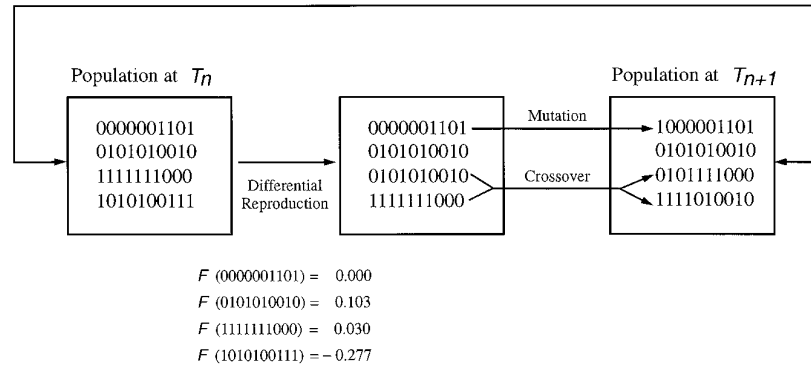 Population at Tn
Population at Tn+1
0000001101
0101010010
1111111000
1010100111
Differential
Reproduction
0000001101
0101010010
0101010010
1111111000
Mutation
Crossover
1000001101
0101010010
0101111000
1111010010
F (0000001101) = 0.000
F (0101010010) = 0.103
F (1111111000) = 0.030
F (1010100111) = - 0.277